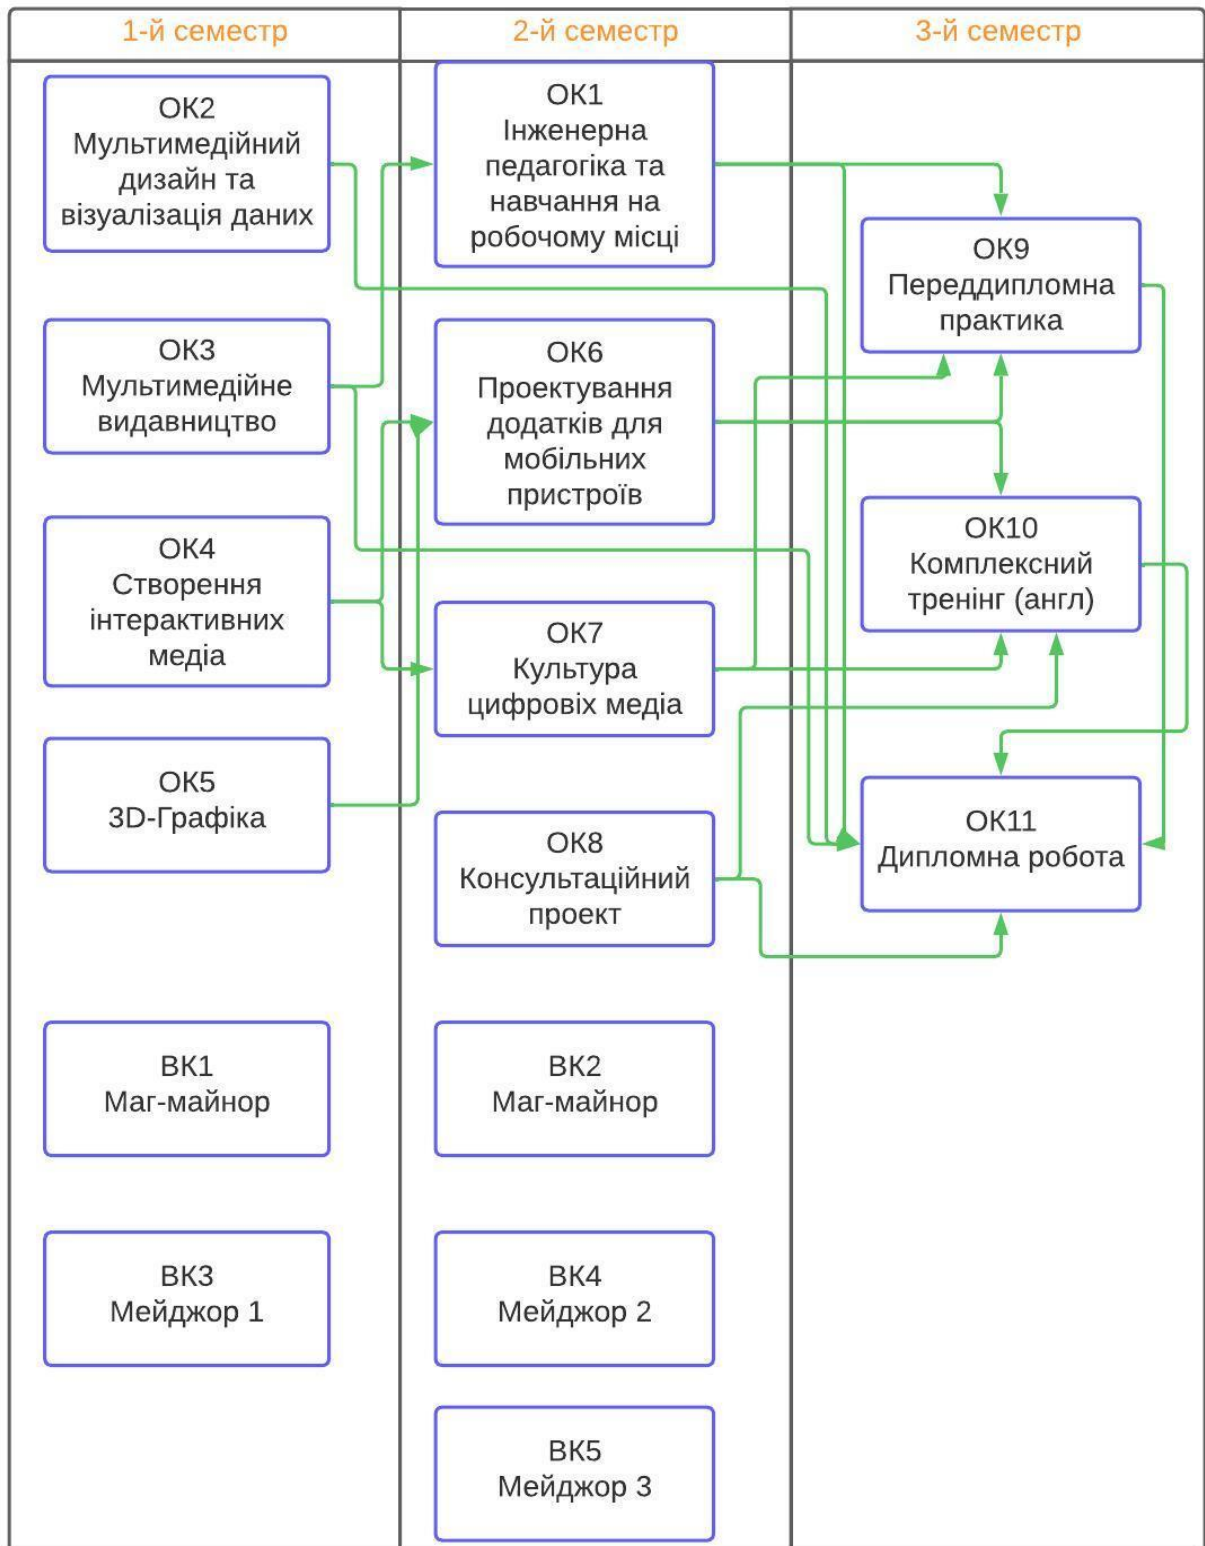 1-й семестр
2-й семестр
3-й семестр
ОК2
Мультимедійний
дизайн та
візуалізація даних
ОК3
Мультимедійне
видавництво
ОК4
Створення
інтерактивних
медіа
ОК5
3D-Графіка
ВК1
Маг-майнор
ВК3
Мейджор 1
ОК1
Інженерна
педагогіка та
навчання на
робочому місці
ОК6
Проектування
додатків для
мобільних
пристроїв
ОК7
Культура
цифровіх медіа
ОК8
Консультаційний
проект
ВК2
Маг-майнор
ВК4
Мейджор 2
ВК5
Мейджор 3
ОК9
Переддипломна
практика
ОК10
Комплексний
тренінг (англ)
ОК11
Дипломна робота